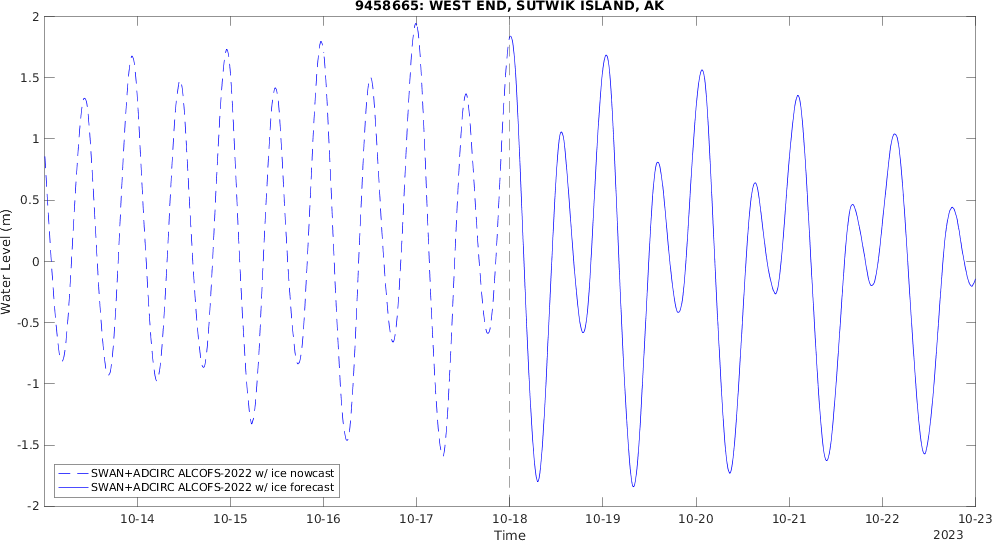 9458665: WEST END, SUTWIK ISLAND, AK
2
1.5
1
0.5
0
-0.5
-1
-1.5
-2
Water Level (m)
SWAN+ADCIRC ALCOFS-2022 w/ ice nowcast
SWAN+ADCIRC ALCOFS-2022 w/ ice forecast
10-14 10-15 10-16 10-17 10-18 10-19 10-20 10-21 10-22 10-23
Time
2023